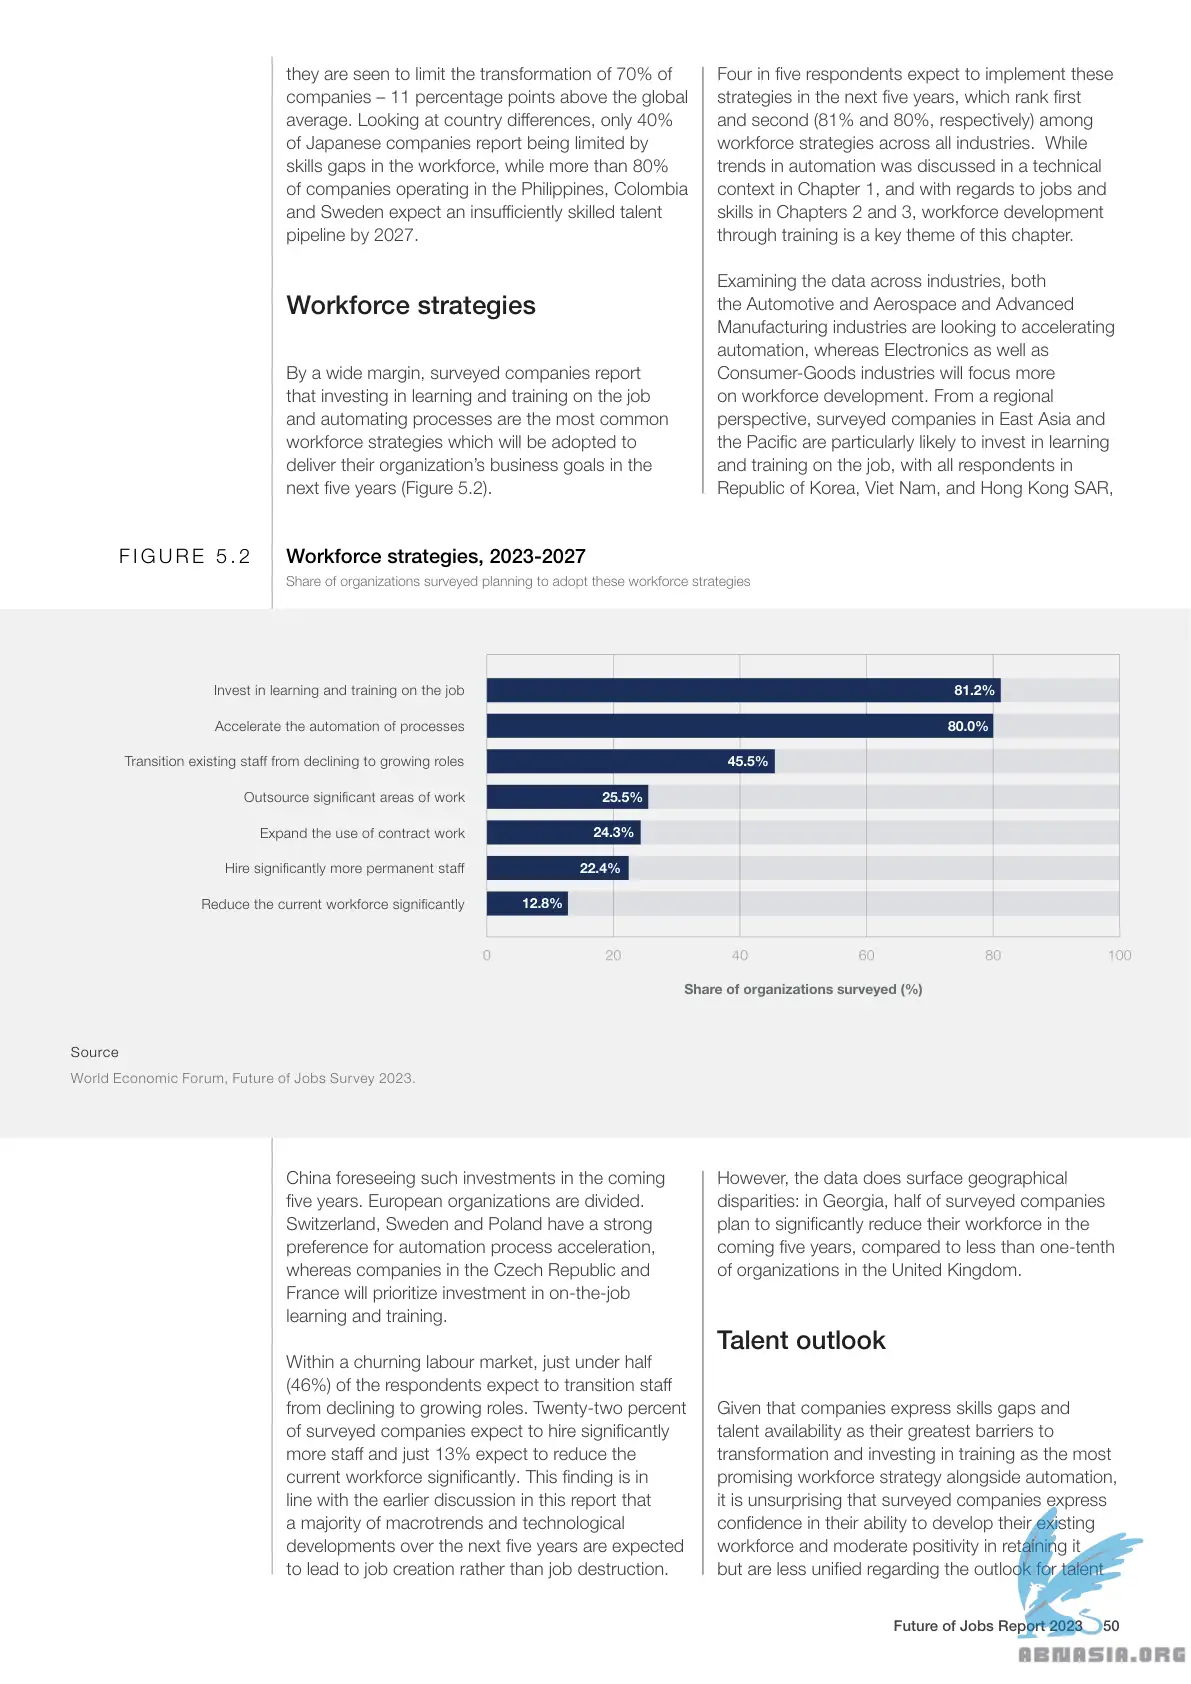 they are seen to limit the transformation of 70% of
companies – 11 percentage points above the global
average. Looking at country differences, only 40%
of Japanese companies report being limited by
skills gaps in the workforce, while more than 80%
of companies operating in the Philippines, Colombia
and Sweden expect an insufficiently skilled talent
pipeline by 2027.
Workforce strategies
By a wide margin, surveyed companies report
that investing in learning and training on the job
and automating processes are the most common
workforce strategies which will be adopted to
deliver their organization's business goals in the
next five years (Figure 5.2).
Four in five respondents expect to implement these
strategies in the next five years, which rank first
and second (81% and 80%, respectively) among
workforce strategies across all industries. While
trends in automation was discussed in a technical
context in Chapter 1, and with regards to jobs and
skills in Chapters 2 and 3, workforce development
through training is a key theme of this chapter.
Examining the data across industries, both
the Automotive and Aerospace and Advanced
Manufacturing industries are looking to accelerating
automation, whereas Electronics as well as
Consumer-Goods industries will focus more
on workforce development. From a regional
perspective, surveyed companies in East Asia and
the Pacific are particularly likely to invest in learning
and training on the job, with all respondents in
Republic of Korea, Viet Nam, and Hong Kong SAR,
FIGURE 5.2
Workforce strategies, 2023-2027
Share of organizations surveyed planning to adopt these workforce strategies
Invest in learning and training on the job 81.2%
Accelerate the automation of processes 80.0%
Transition existing staff from declining to growing roles 45.5%
Outsource significant areas of work 25.5%
Expand the use of contract work 24.3%
Hire significantly more permanent staff 22.4%
Reduce the current workforce significantly 12.8%
0 20 40 60 80 100
Share of organizations surveyed (%)
Source
World Economic Forum, Future of Jobs Survey 2023.
China foreseeing such investments in the coming
five years. European organizations are divided.
Switzerland, Sweden and Poland have a strong
preference for automation process acceleration,
whereas companies in the Czech Republic and
France will prioritize investment in on-the-job
learning and training.
Within a churning labour market, just under half
(46%) of the respondents expect to transition staff
from declining to growing roles. Twenty-two percent
of surveyed companies expect to hire significantly
more staff and just 13% expect to reduce the
current workforce significantly. This finding is in
line with the earlier discussion in this report that
a majority of macrotrends and technological
developments over the next five years are expected
to lead to job creation rather than job destruction.
However, the data does surface geographical
disparities: in Georgia, half of surveyed companies
plan to significantly reduce their workforce in the
coming five years, compared to less than one-tenth
of organizations in the United Kingdom.
Talent outlook
Given that companies express skills gaps and
talent availability as their greatest barriers to
transformation and investing in training as the most
promising workforce strategy alongside automation,
it is unsurprising that surveyed companies express
confidence in their ability to develop their existing
workforce and moderate positivity in retaining it
but are less unified regarding the outlook for talent
Future of Jobs Report 2023 50
ABNASIA.ORG